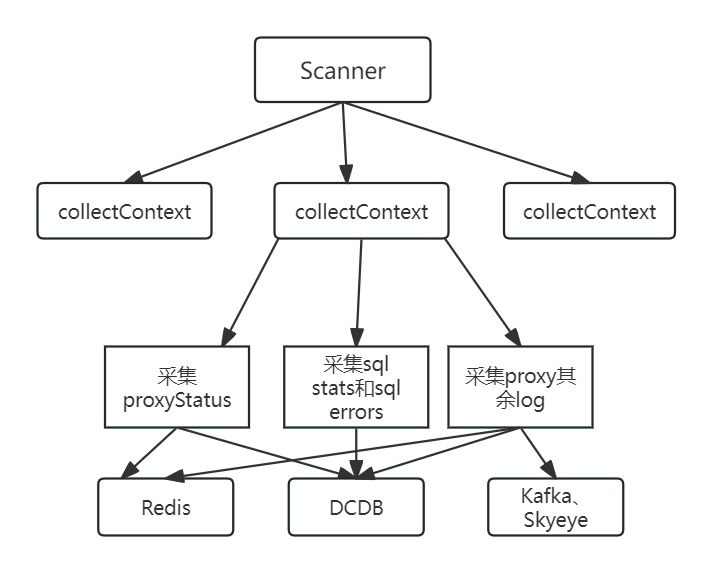 Scanner
collectContext
collectContext
collectContext
采集
proxyStatus
采集sql
stats和sql
errors
采集proxy其
余log
Redis
DCDB
Kafka、
Skyeye